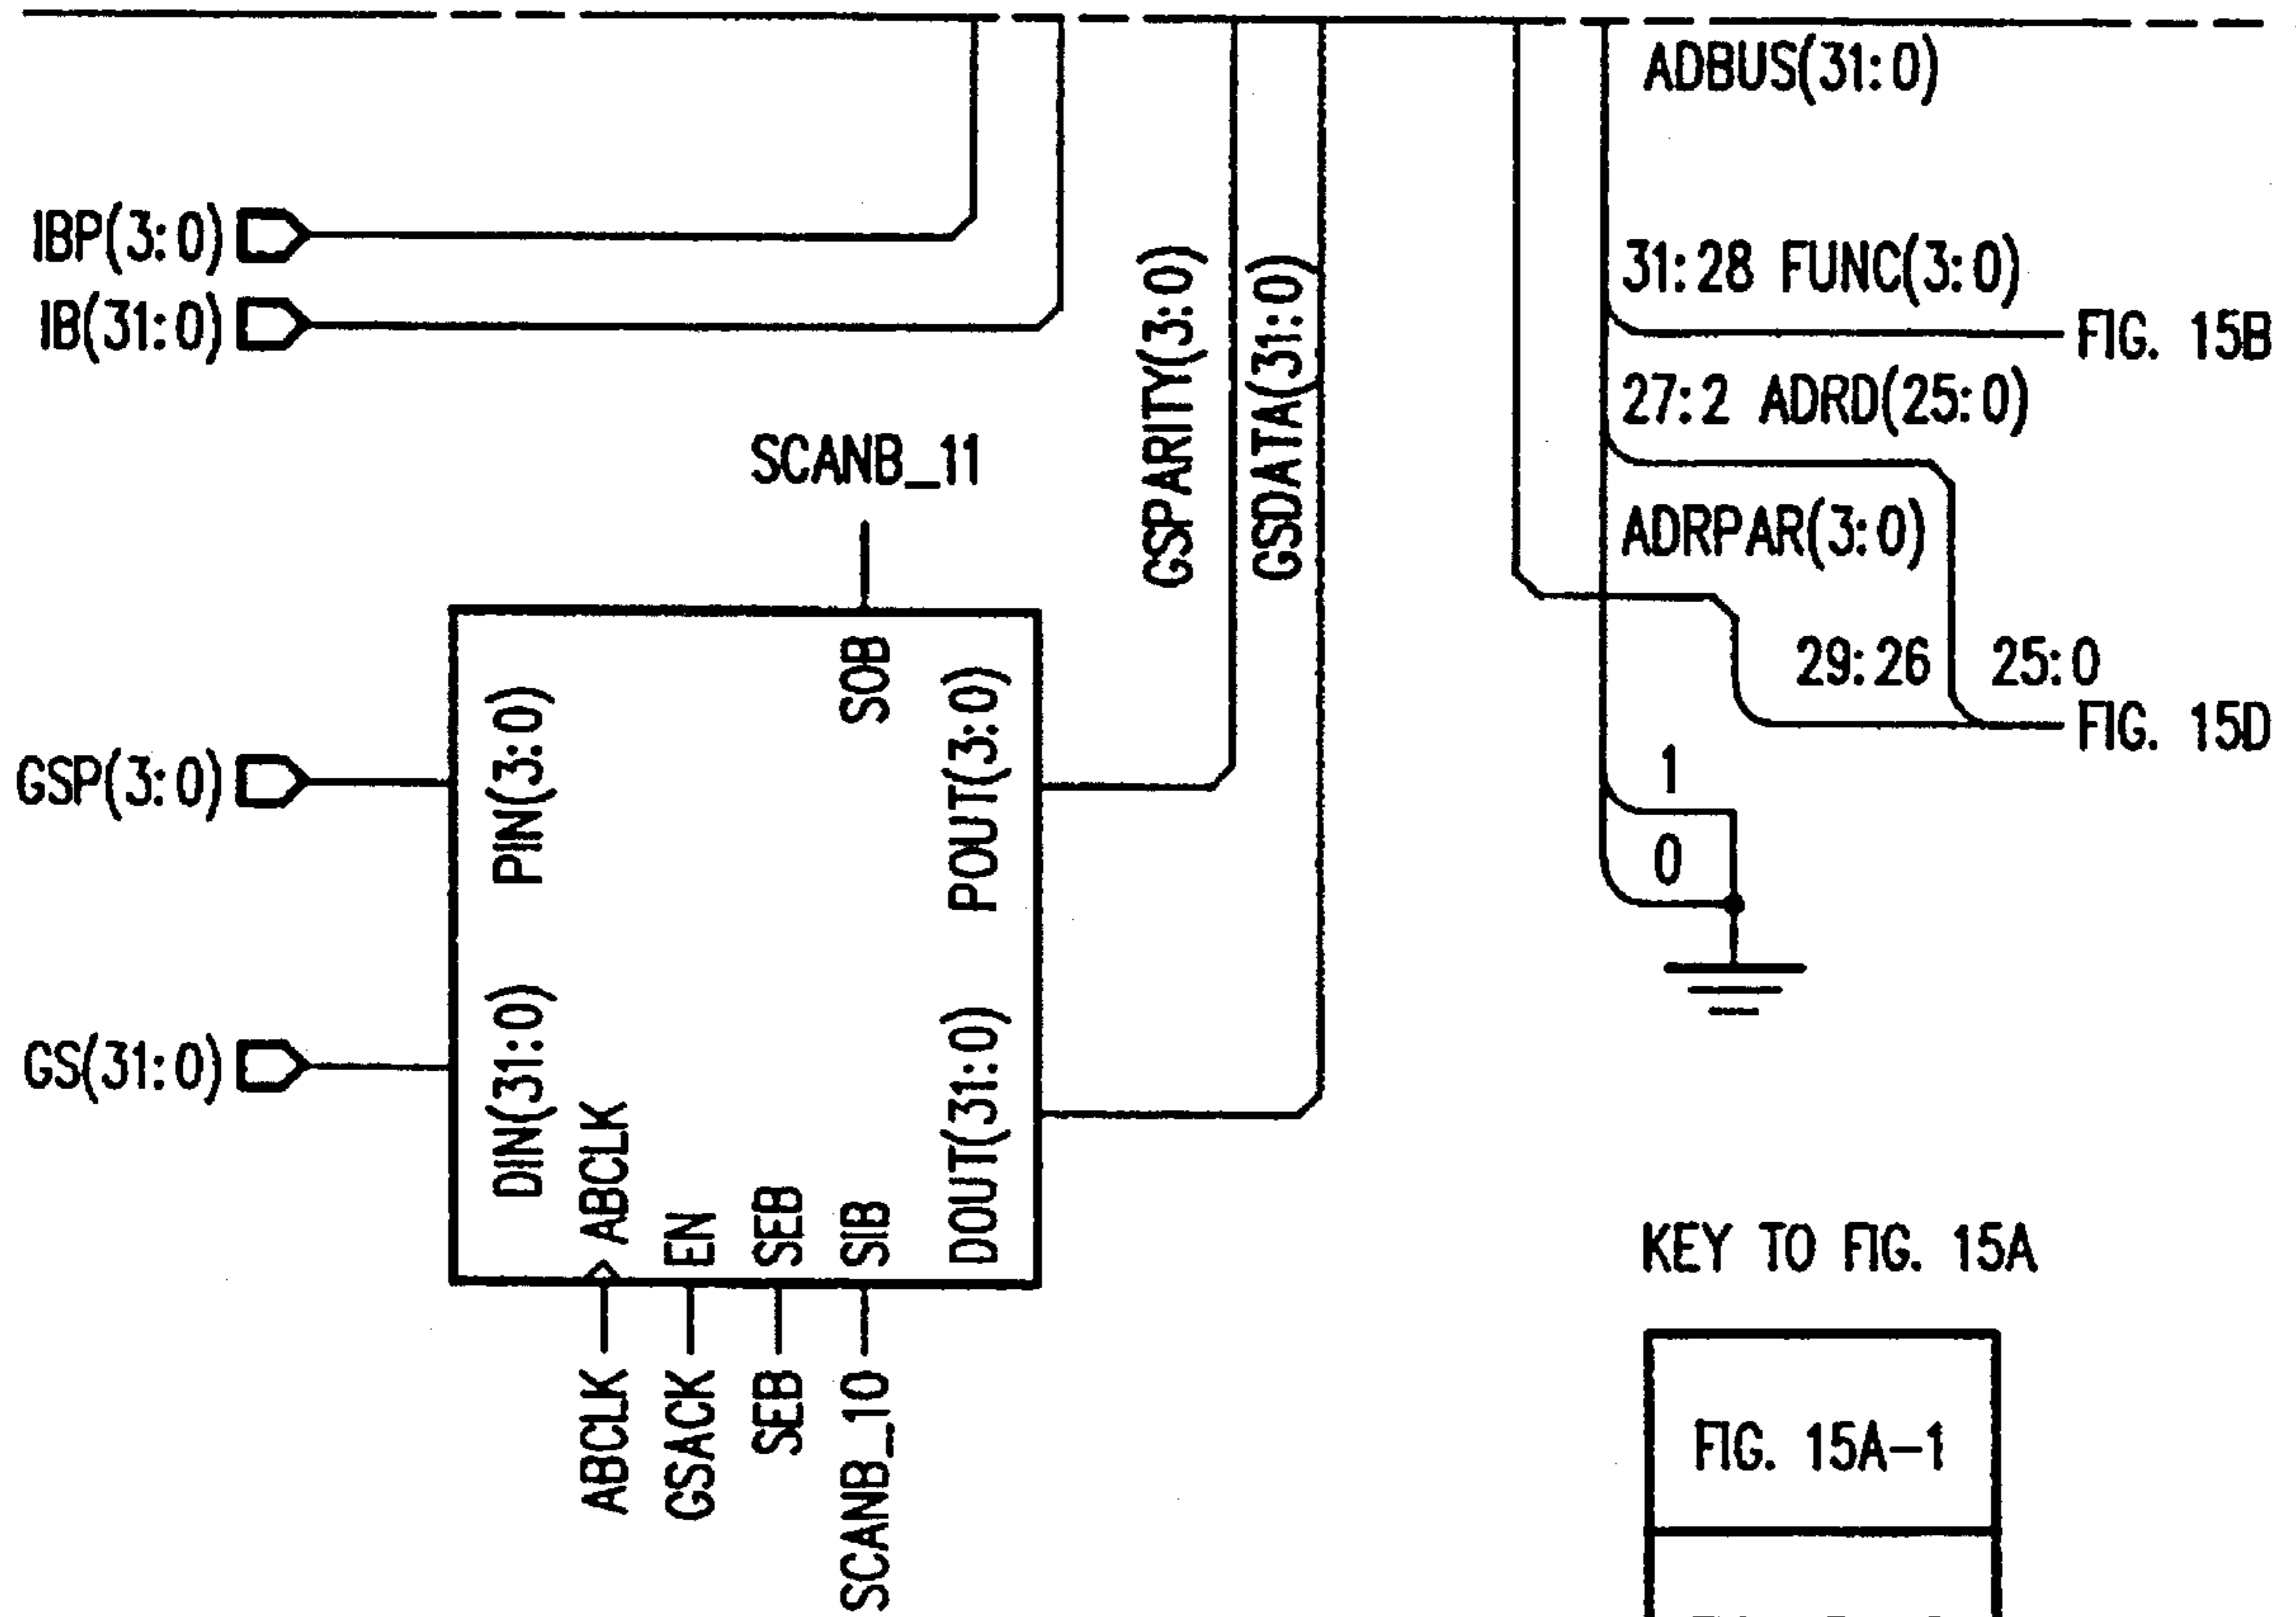 ADBUS(31:0)
IBP(3:0)
IB(31:0)
31:28 FUNC(3:0)
FIG. 15B
27:2 ADRD(25:0)
GSPARITY(3:0)
GSDATA(31:0)
SCANB_11
ADRPAR(3:0)
29:26
25:0
FIG. 15D
SOB
PIN(3:0)
POUT(3:0)
GSP(3:0)
1
0
GS(31:0)
DIN(31:0)
ABCLK
EN
SEB
SIB
DOUT(31:0)
ABCLK
GSACK
SEB
SCANB_10
KEY TO FIG. 15A
FIG. 15A-1